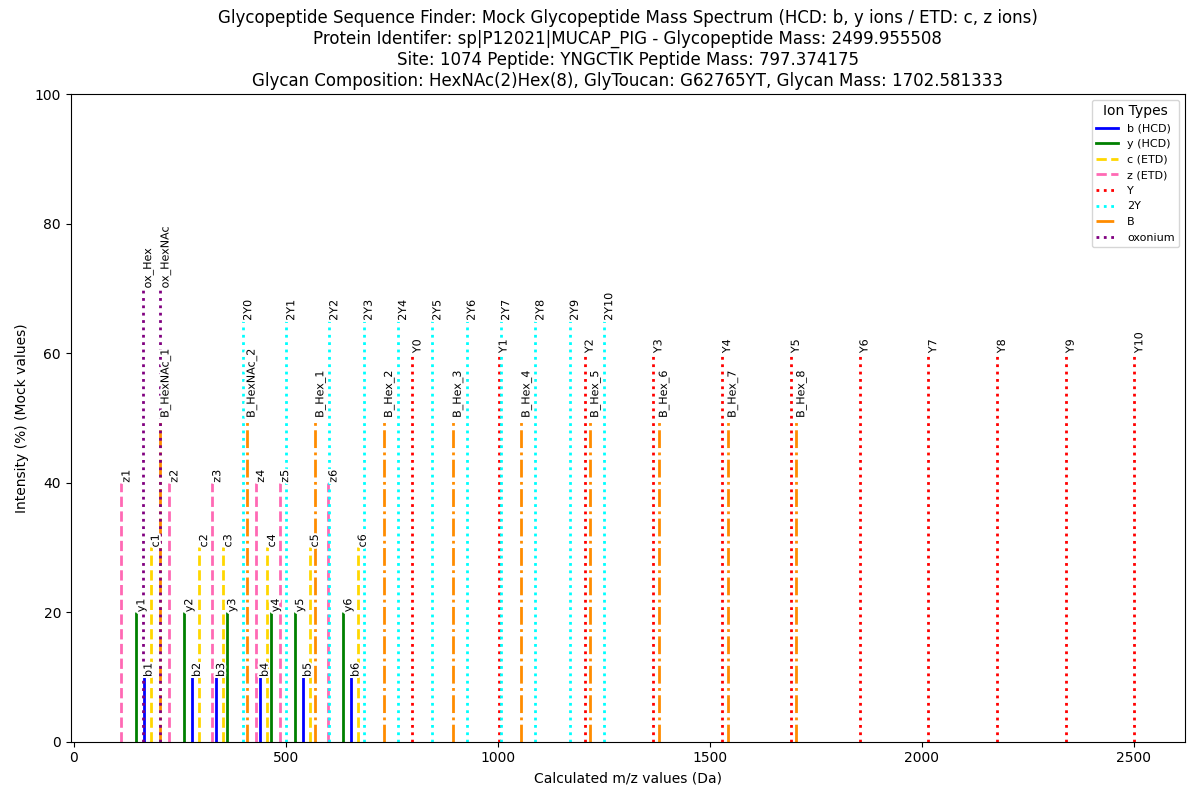 Glycopeptide Sequence Finder: Mock Glycopeptide Mass Spectrum (HCD: b, y ions / ETD: c, z ions)
Protein Identifer: sp|P12021|MUCAP_PIG - Glycopeptide Mass: 2499.955508
Site: 1074 Peptide: YNGCTIK Peptide Mass: 797.374175
Glycan Composition: HexNAc(2)Hex(8), GlyToucan: G62765YT, Glycan Mass: 1702.581333
Intensity (%) (Mock values)
100
80
60
40
20
0
Ion Types
b (HCD)
y (HCD)
c (ETD)
z (ETD)
Y
2Y
B
oxonium
ox_Hex
ox_HexNAc
2Y0
2Y1
2Y2
2Y3
2Y4
2Y5
2Y6
2Y7
2Y8
2Y9
2Y10
Y0
Y1
Y2
Y3
Y4
Y5
Y6
Y7
Y8
Y9
Y10
B_HexNAc_1
B_HexNAc_2
B_Hex_1
B_Hex_2
B_Hex_3
B_Hex_4
B_Hex_5
B_Hex_6
B_Hex_7
B_Hex_8
z1
z2
z3
z4
z5
z6
c1
c2
c3
c4
c5
c6
y1
y2
y3
y4
y5
y6
b1
b2
b3
b4
b5
b6
0
500
1000
1500
2000
2500
Calculated m/z values (Da)